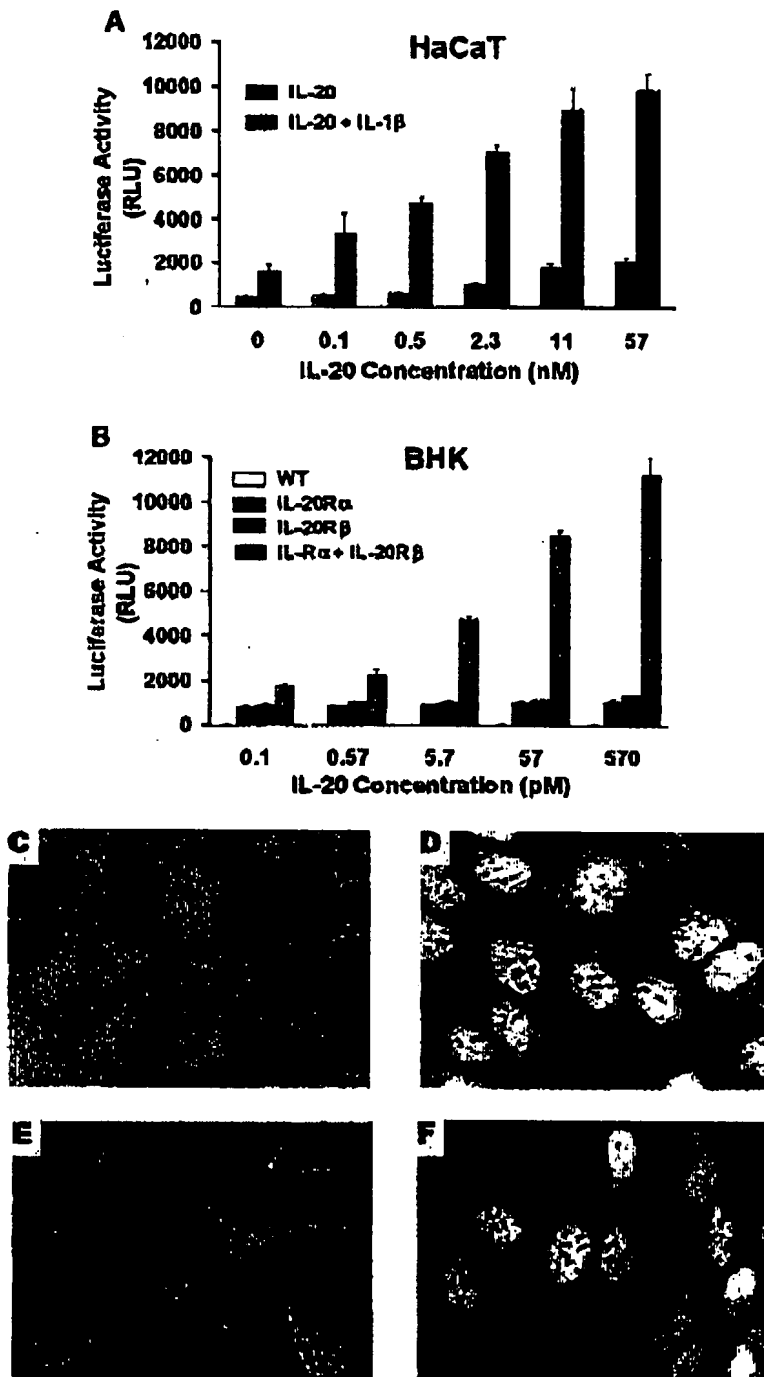 A
HaCaT
12000
10000
8000
6000
4000
2000
0
Luciferase Activity
(RLU)
IL-20
IL-20 + IL-1β
0 0.1 0.5 2.3 11 57
IL-20 Concentration (nM)
B
BHK
12000
10000
8000
6000
4000
2000
0
Luciferase Activity
(RLU)
WT
IL-20Rα
IL-20Rβ
IL-Rα + IL-20Rβ
0.1 0.57 5.7 57 570
IL-20 Concentration (pM)
C
D
E
F